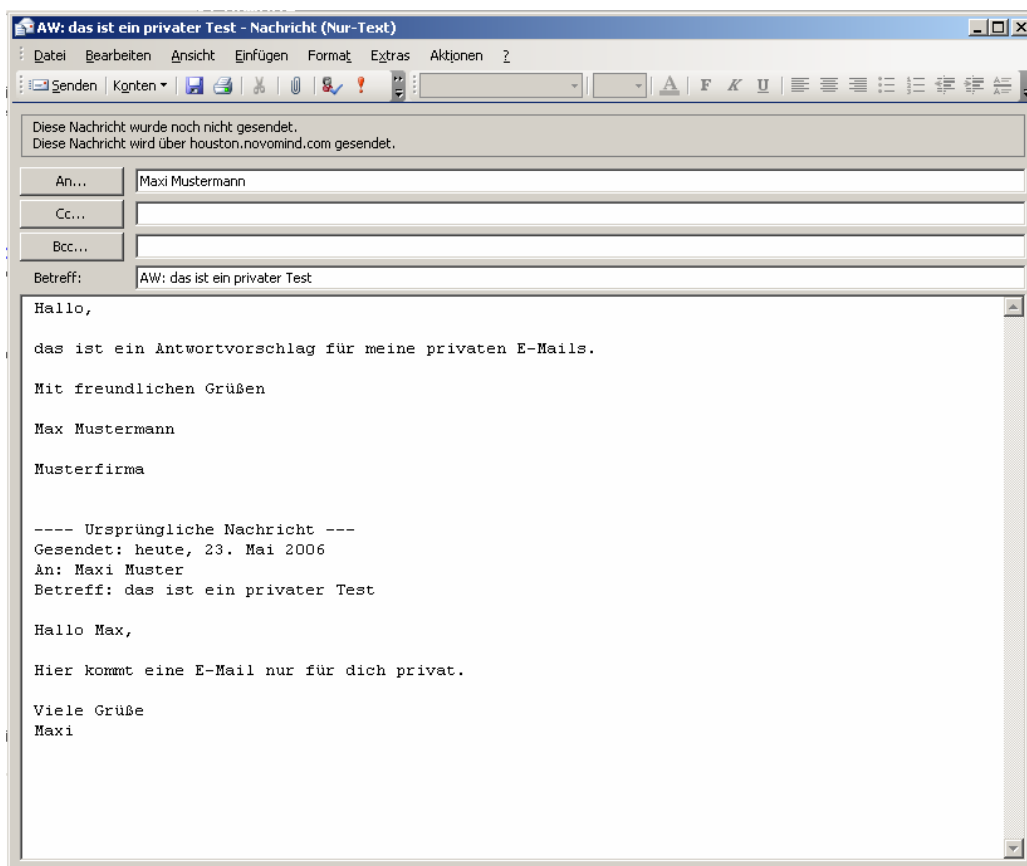 AW: das ist ein privater Test - Nachricht (Nur-Text)
Datei Bearbeiten Ansicht Einfügen Format Extras Aktionen ?
Senden Konten A F K U
Diese Nachricht wurde noch nicht gesendet.
Diese Nachricht wird über houston.novomind.com gesendet.
An... Maxi Mustermann
Cc...
Bcc...
Betreff: AW: das ist ein privater Test
Hallo,
das ist ein Antwortvorschlag für meine privaten E-Mails.
Mit freundlichen Grüßen
Max Mustermann
Musterfirma
---- Ursprüngliche Nachricht ---
Gesendet: heute, 23. Mai 2006
An: Maxi Muster
Betreff: das ist ein privater Test
Hallo Max,
Hier kommt eine E-Mail nur für dich privat.
Viele Grüße
Maxi